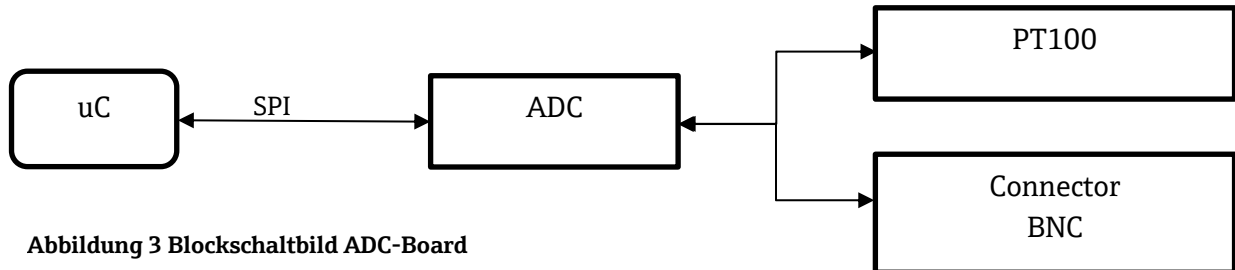 PT100
uC
SPI
ADC
Connector
BNC
Abbildung 3 Blockschaltbild ADC-Board